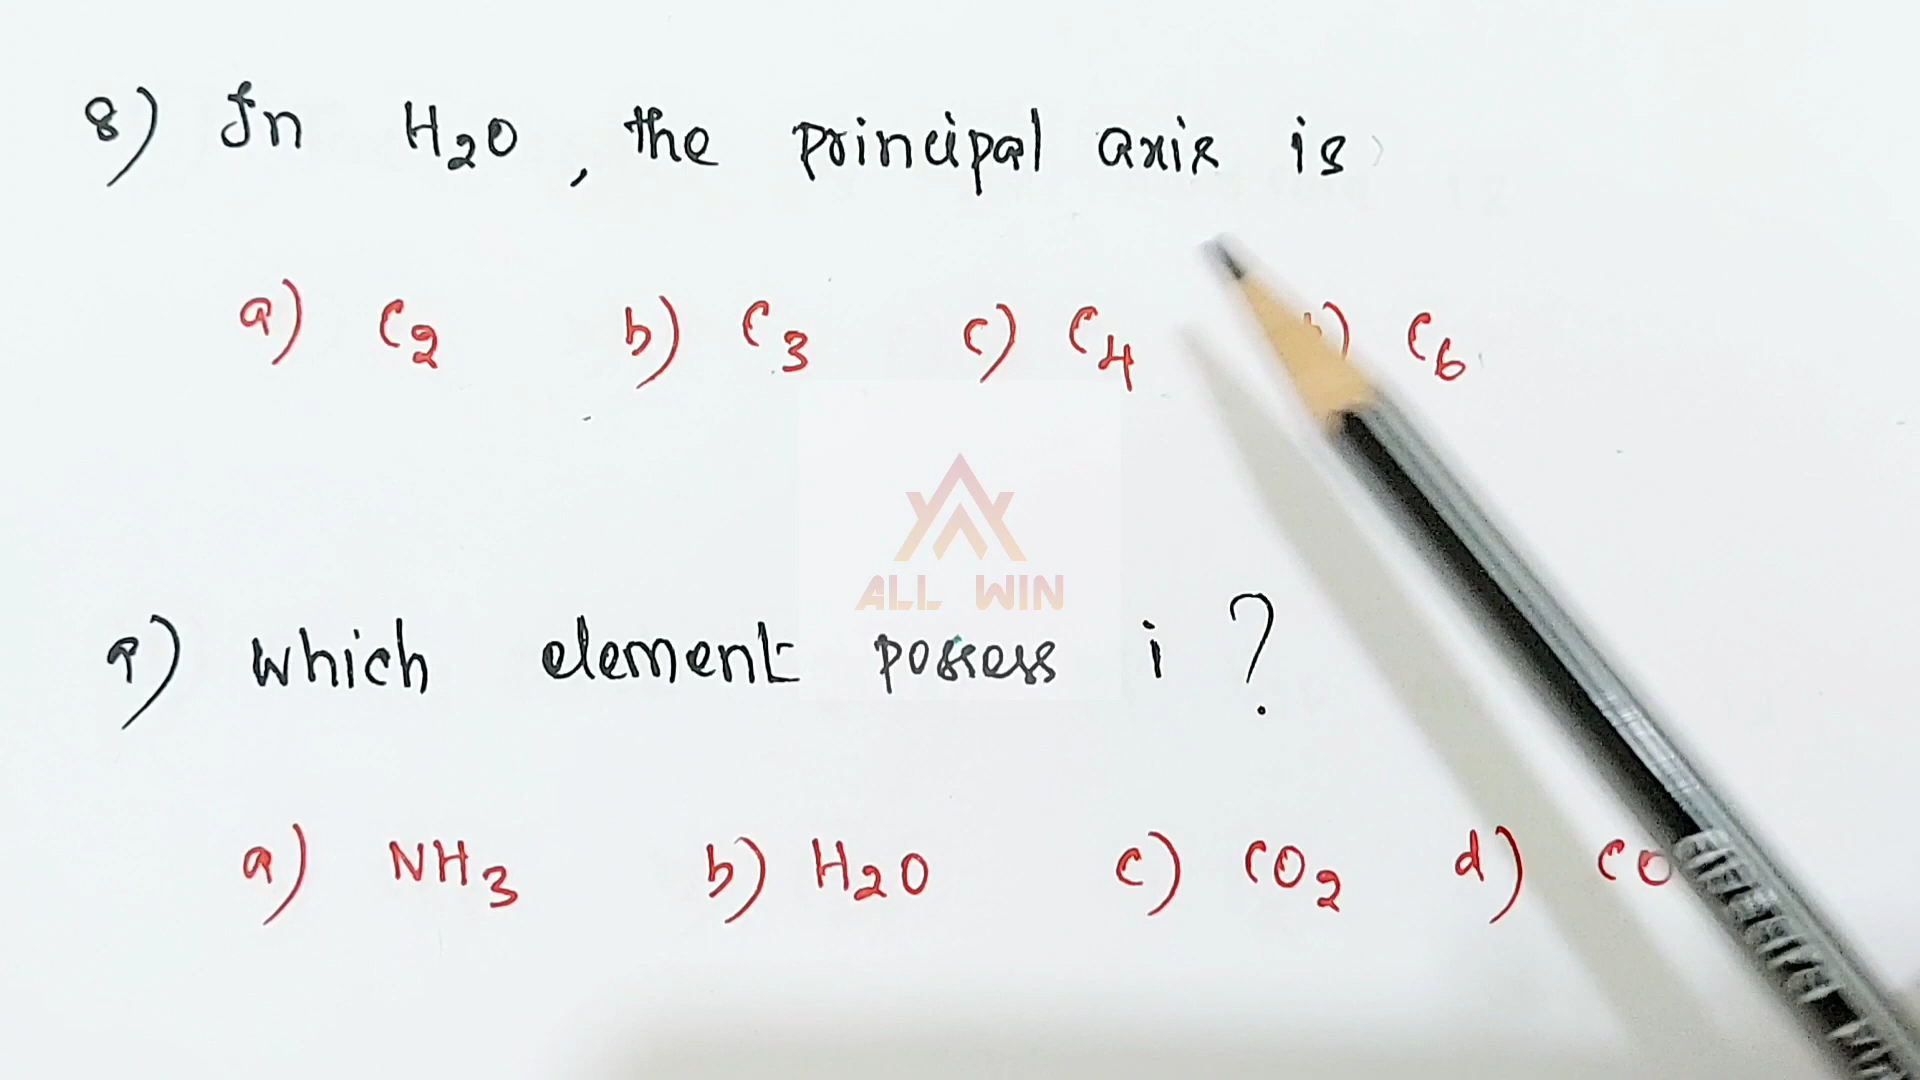 8) In H2O, the principal axis is
a) C2 b) C3 c) C4 ) C6
ALL WIN
9) which element possess i ?
a) NH3 b) H2O c) CO2 d) CO